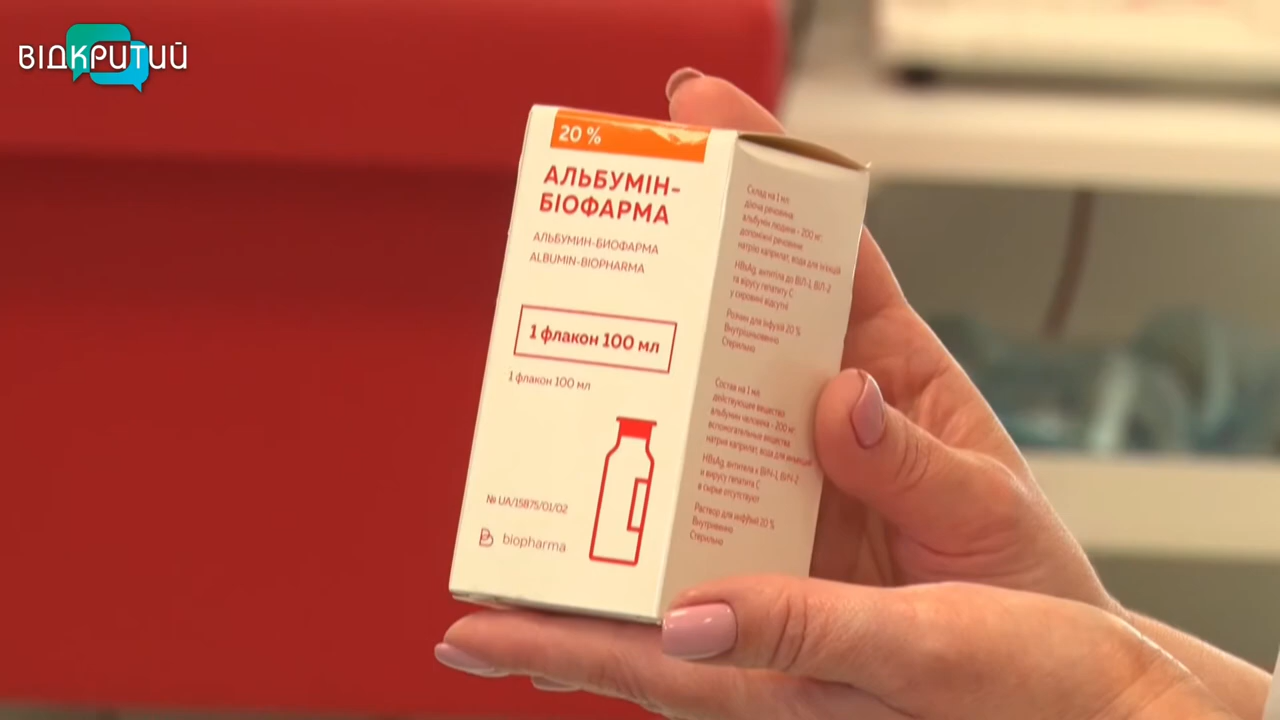 ВІДКРИТИЙ
20 %
АЛЬБУМІН-
БІОФАРМА
АЛЬБУМИН-БИОФАРМА
ALBUMIN-BIOPHARMA
1 флакон 100 мл
1 флакон 100 мл
№ UA/15875/01/02
biopharma
Склад на 1 мл:
діюча речовина:
альбумін людини - 200 мг;
допоміжні речовини:
натрію каприлат, вода для ін'єкцій
HBsAg, антитіла до ВІЛ-1, ВІЛ-2
та вірусу гепатиту С
у сировині відсутні
Розчин для інфузій 20 %
Внутрішньовенно.
Стерильно
Состав на 1 мл:
действующее вещество:
альбумин человека - 200 мг;
вспомогательные вещества
натрия каприлат, вода для инъекций
HBsAg, антитела к ВИЧ-1, ВИЧ-2
и вирусу гепатита С
в сырье отсутствуют
Раствор для инфузий 20 %
Внутривенно.
Стерильно